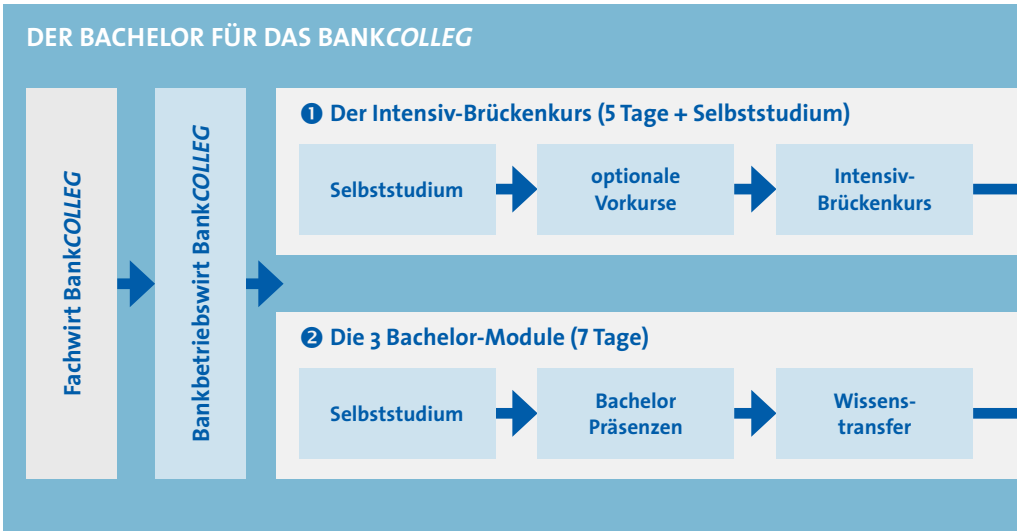 DER BACHELOR FÜR DAS BANKCOLLEG
Fachwirt BankCOLLEG
Bankbetriebswirt BankCOLLEG
❶ Der Intensiv-Brückenkurs (5 Tage + Selbststudium)
Selbststudium
optionale
Vorkurse
Intensiv-
Brückenkurs
❷ Die 3 Bachelor-Module (7 Tage)
Selbststudium
Bachelor
Präsenzen
Wissens-
transfer